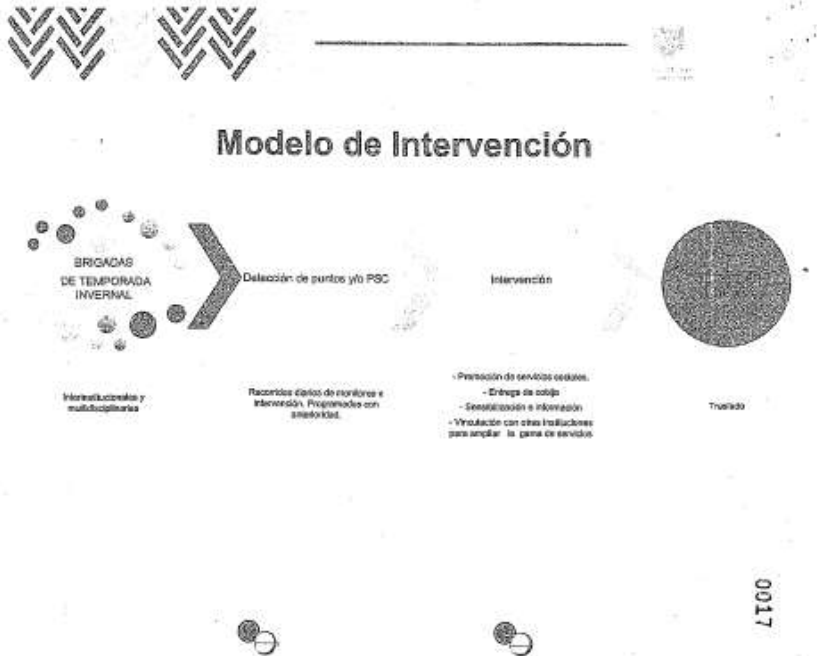 Modelo de Intervención
BRIGADAS
DE TEMPORADA
INVERNAL
Detección de puntos y/o PSC
Intervención
Interinstitucionales y
multidisciplinarias
Recorridos diarios de monitoreo e
intervención. Programados con
anterioridad.
- Promoción de servicios sociales.
- Entrega de cobija
- Sensibilización e información
- Vinculación con otras instituciones
para ampliar la gama de servicios
Traslado
0017